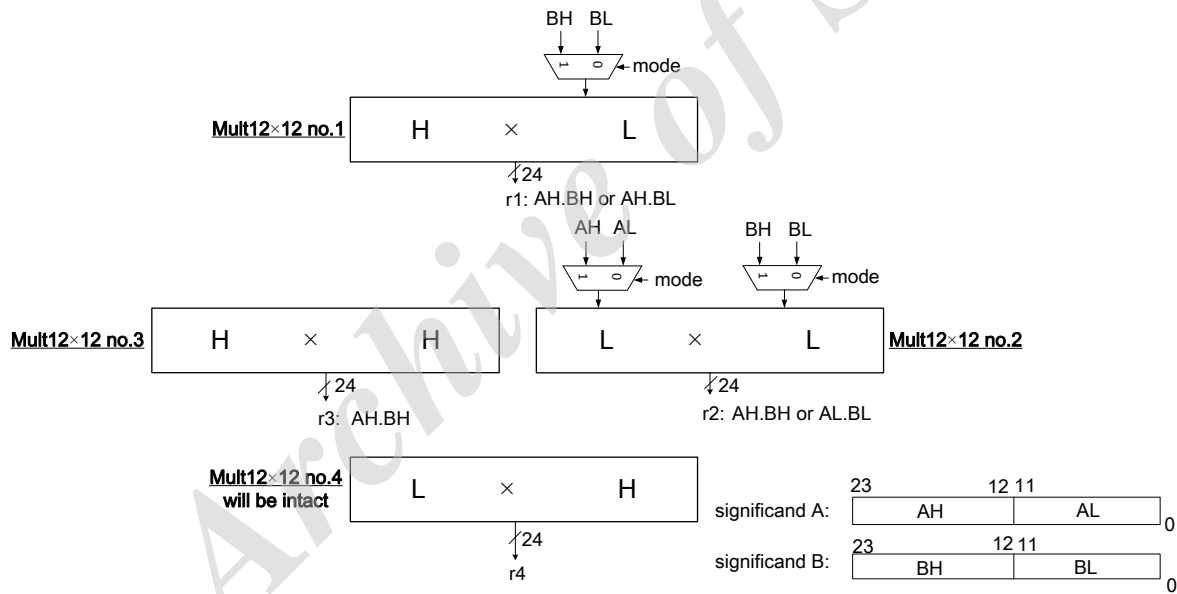 BH BL
1 0
mode
Mult12×12 no.1
H × L
24
r1: AH.BH or AH.BL
AH AL
BH BL
1 0
mode
1 0
mode
Mult12×12 no.3
H × H
L × L
Mult12×12 no.2
24
24
r3: AH.BH
r2: AH.BH or AL.BL
Mult12×12 no.4
will be intact
L × H
24
r4
23 12 11
significand A:
AH AL
0
23 12 11
significand B:
BH BL
0
Archive of S